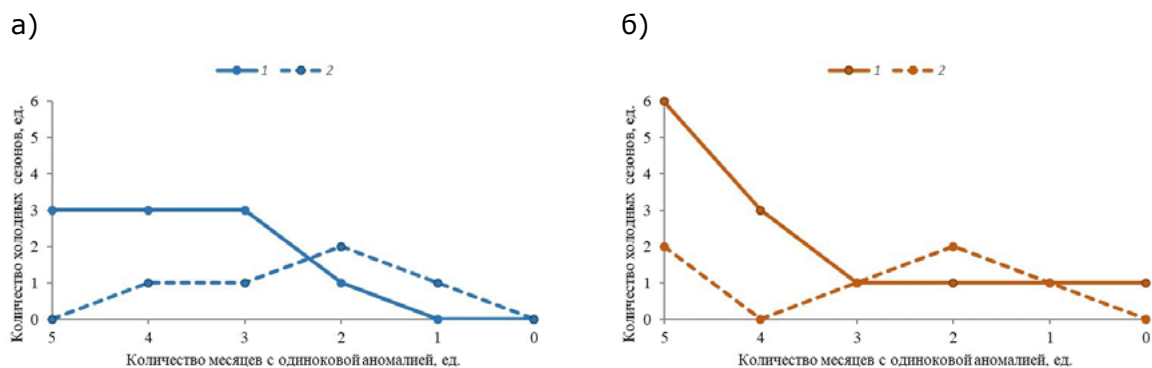 а)
1 2
Количество холодных сезонов, ед.
6
5
4
3
2
1
0
5 4 3 2 1 0
Количество месяцев с одиноковой аномалией, ед.
б)
1 2
Количество холодных сезонов, ед.
6
5
4
3
2
1
0
5 4 3 2 1 0
Количество месяцев с одиноковой аномалией, ед.